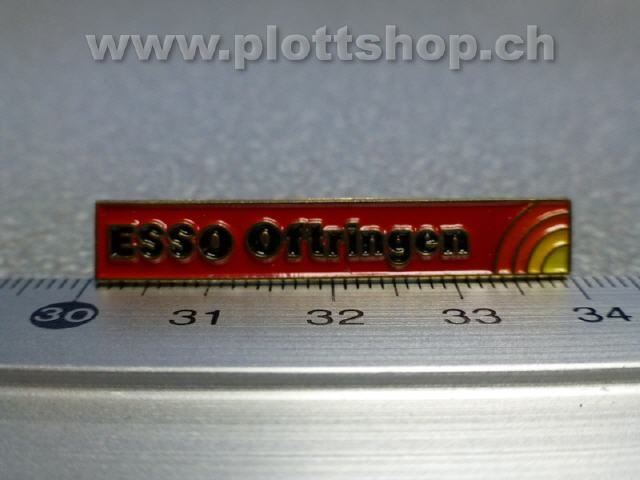 www.plottshop.ch
ESSO Oftringen
30 31 32 33 34